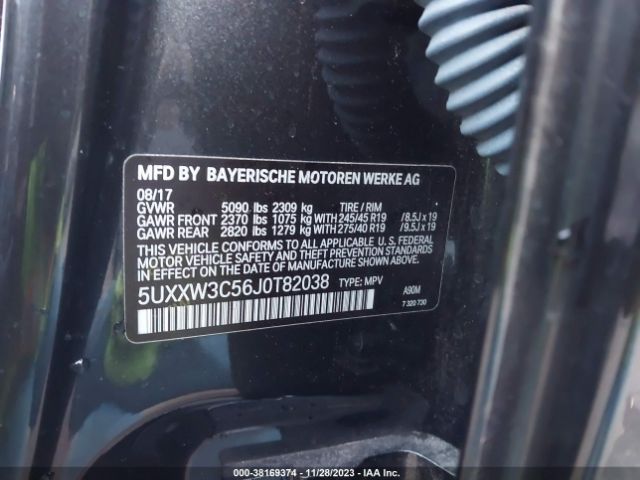 MFD BY BAYERISCHE MOTOREN WERKE AG
08/17
GVWR 5090 lbs 2309 kg TIRE / RIM
GAWR FRONT 2370 lbs 1075 kg WITH 245/45 R19 /8.5J x 19
GAWR REAR 2820 lbs 1279 kg WITH 275/40 R19 /9.5J x 19
THIS VEHICLE CONFORMS TO ALL APPLICABLE U. S. FEDERAL
MOTOR VEHICLE SAFETY AND THEFT PREVENTION STANDARDS
IN EFFECT ON THE DATE OF MANUFACTURE SHOWN ABOVE.
5UXXW3C56J0T82038 TYPE: MPV
A90M
7 320 730
000-38169374 | 11/28/2023 | IAA Inc.